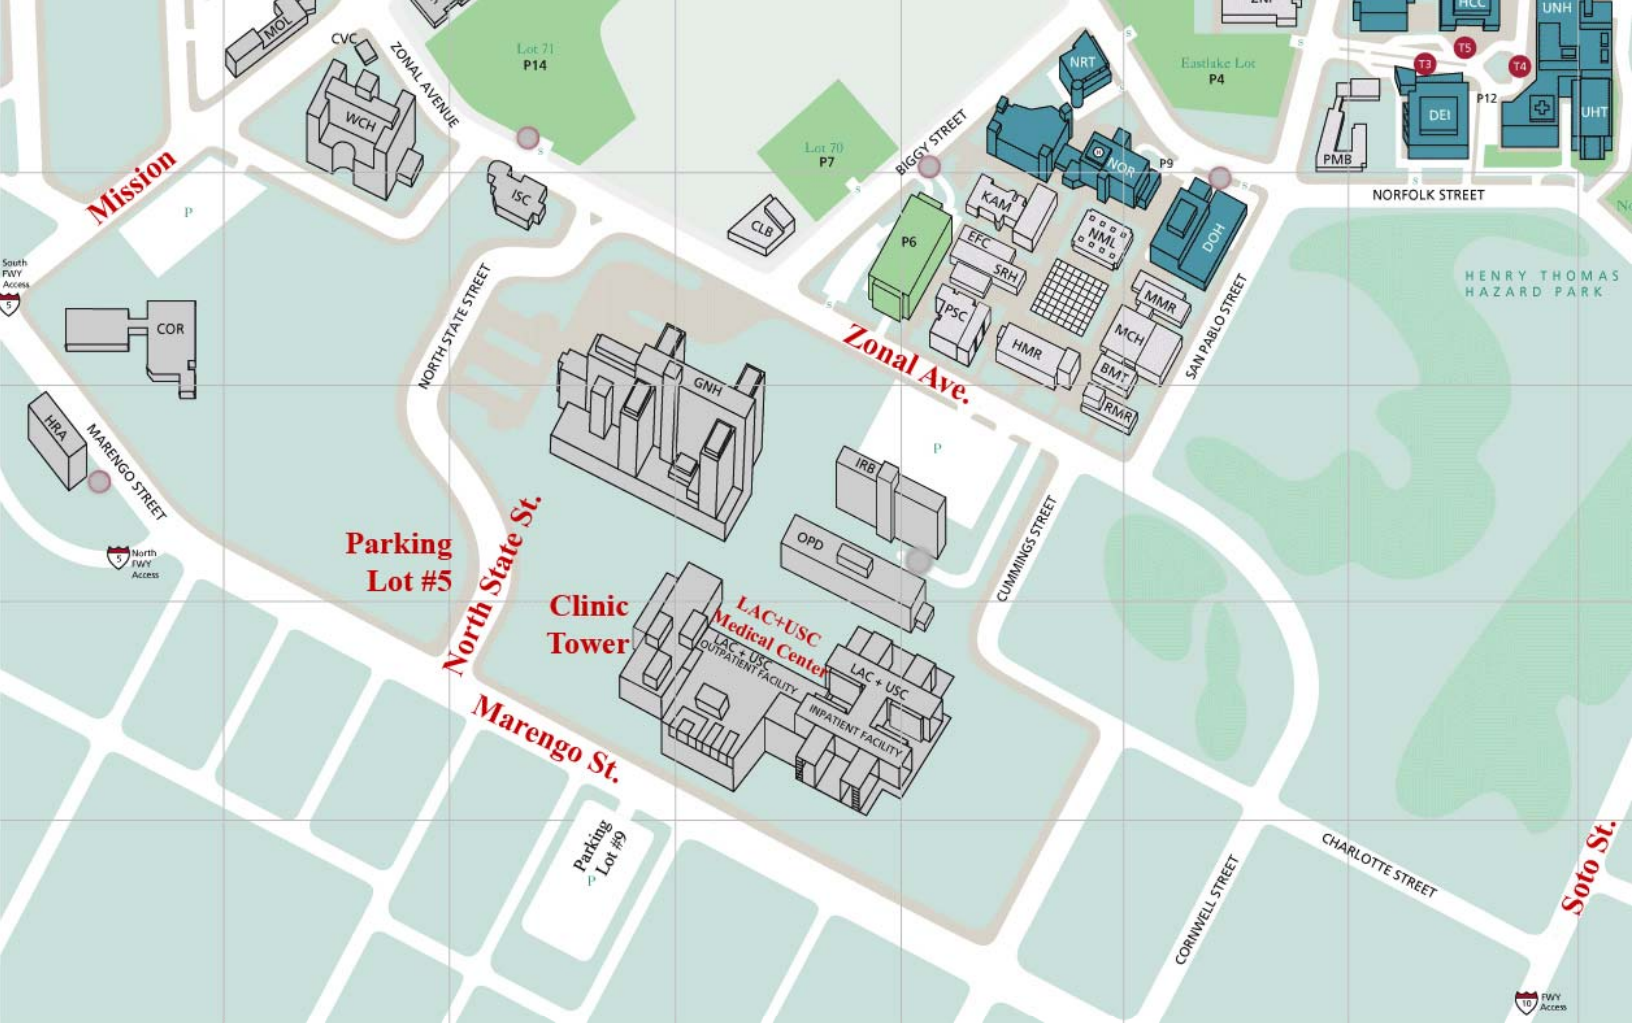 MOL
CVC
ZONAL AVENUE
Lot 71
P14
WCH
ISC
Mission
P
Lot 70
P7
BIGGY STREET
CLB
NRT
Eastlake Lot
P4
HCC
UNH
T5
T3
T4
P12
DEI
UHT
PMB
NOR
H
P9
NORFOLK STREET
KAM
NML
DOH
P6
EFC
SRH
PSC
HMR
MMR
MCH
BMT
RMR
SAN PABLO STREET
HENRY THOMAS
HAZARD PARK
South
FWY
Access
5
COR
NORTH STATE STREET
Zonal Ave.
GNH
HRA
MARENGO STREET
5
North
FWY
Access
P
IRB
OPD
CUMMINGS STREET
Parking
Lot #5
North State St.
Clinic
Tower
LAC+USC
Medical Center
LAC + USC
OUTPATIENT FACILITY
LAC + USC
INPATIENT FACILITY
Marengo St.
Parking
Lot #9
P
CHARLOTTE STREET
CORNWELL STREET
Soto St.
10
FWY
Access
s
s
s
s
s
s
s